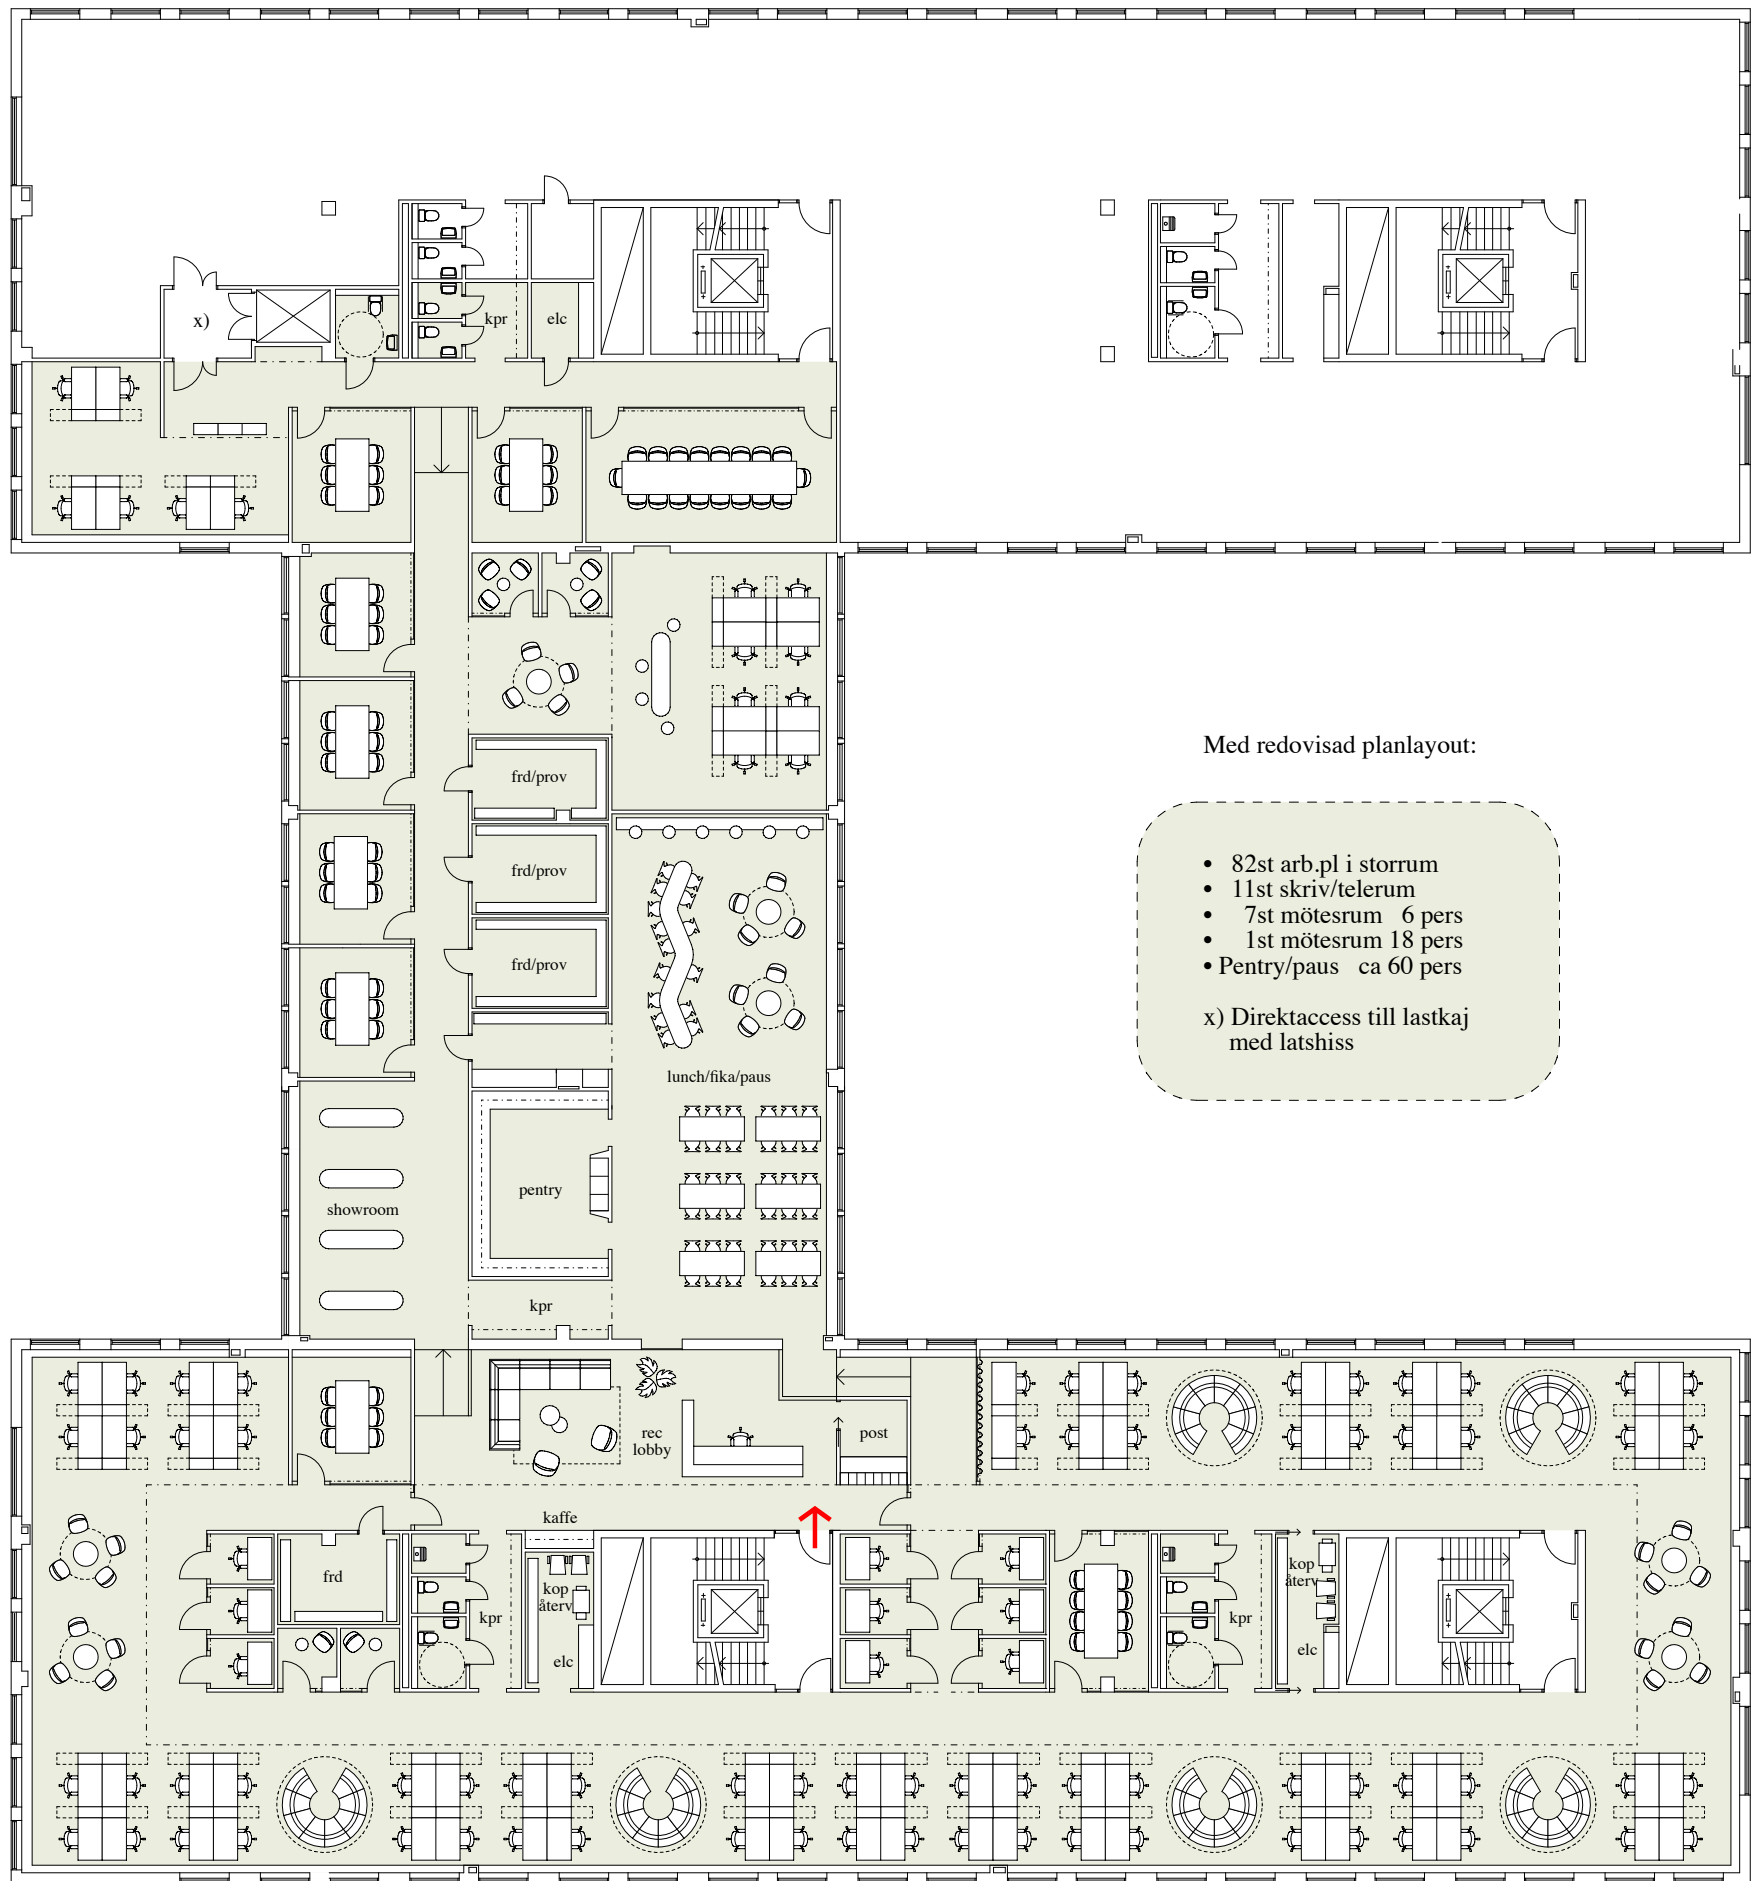 x)
kpr
elc
frd/prov
Med redovisad planlayout:
frd/prov
• 82st arb.pl i storrum
• 11st skriv/telerum
• 7st mötesrum 6 pers
• 1st mötesrum 18 pers
• Pentry/paus ca 60 pers
x) Direktaccess till lastkaj
med latshiss
frd/prov
lunch/fika/paus
pentry
showroom
kpr
rec
lobby
post
kaffe
frd
kop
återv
kpr
elc
kop
återv
kpr
elc